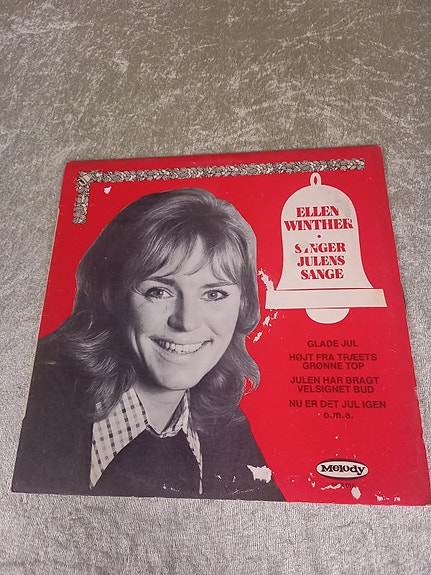 ELLEN
WINTHER
•
SINGER
JULENS
SANGE
GLADE JUL
HØJT FRA TRÆETS
GRØNNE TOP
JULEN HAR BRAGT
VELSIGNET BUD
NU ER DET JUL IGEN
o.m.a.
Melody